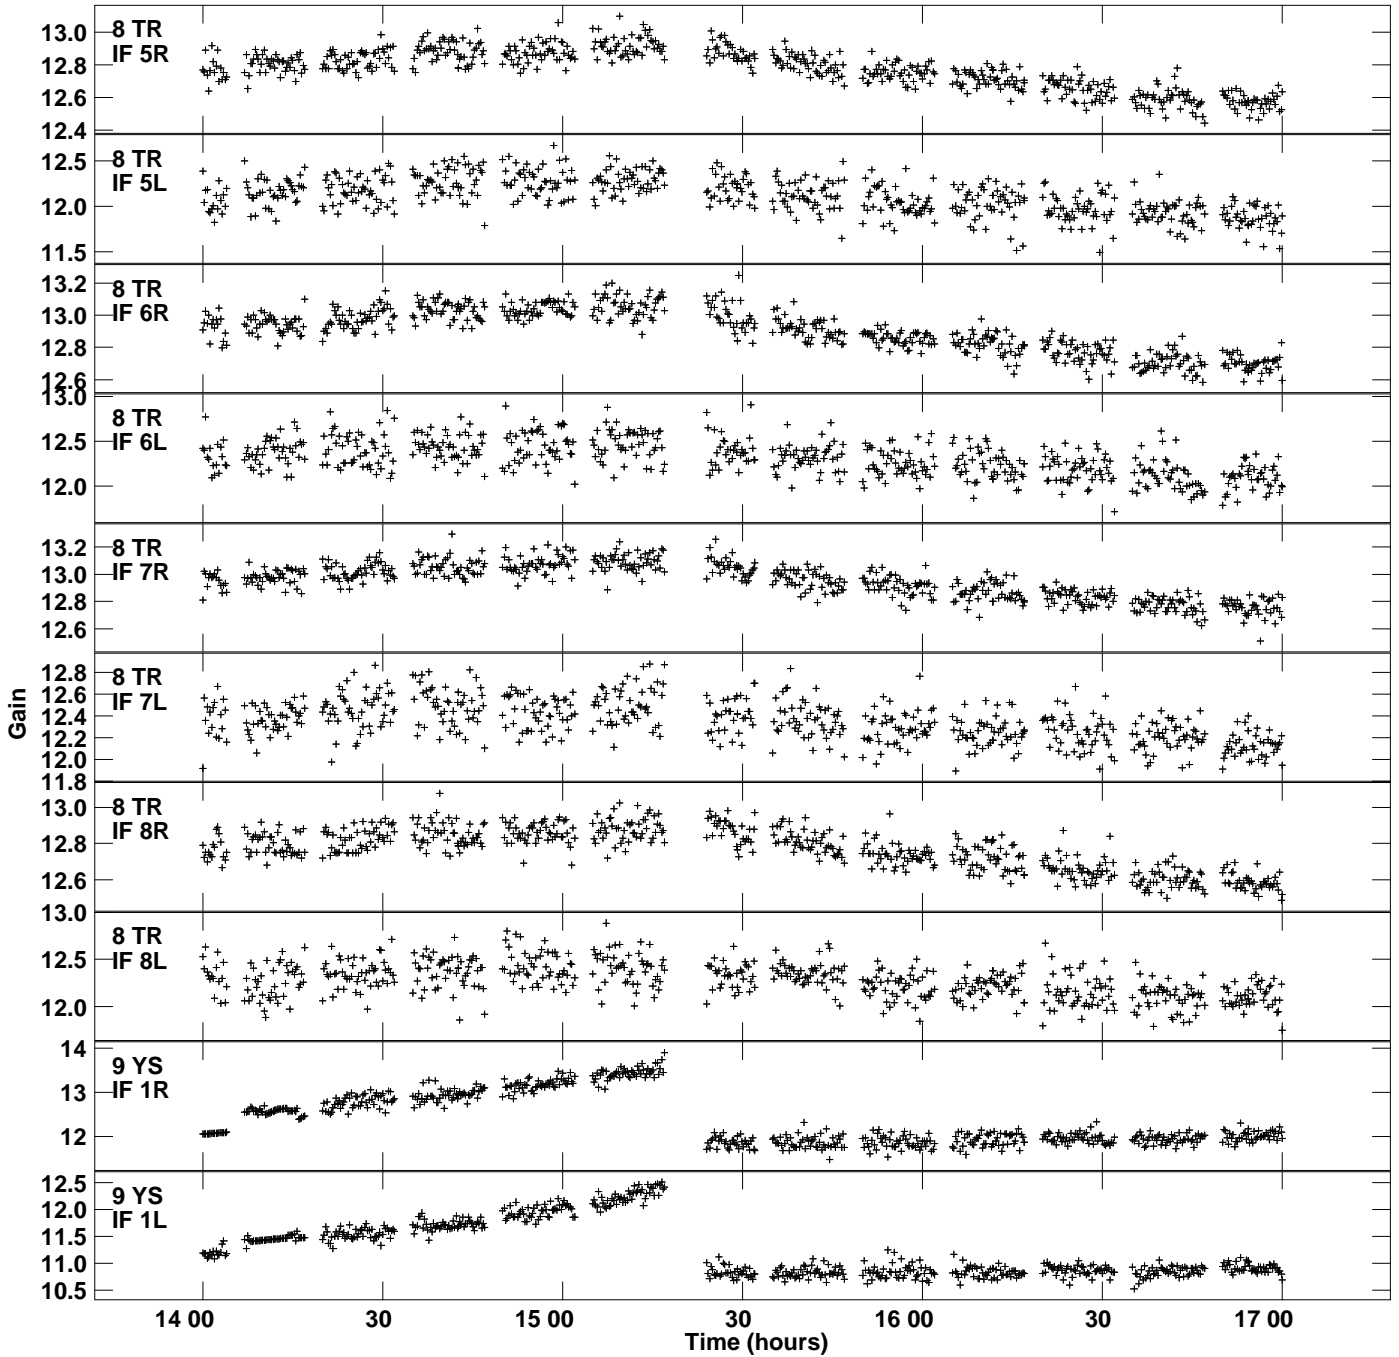 13.0
12.8
12.6
12.4
8 TR
IF 5R
12.5
12.0
11.5
8 TR
IF 5L
13.2
13.0
12.8
12.6
8 TR
IF 6R
13.0
12.5
12.0
8 TR
IF 6L
13.2
13.0
12.8
12.6
8 TR
IF 7R
12.8
12.6
12.4
12.2
12.0
11.8
8 TR
IF 7L
Gain
13.0
12.8
12.6
8 TR
IF 8R
13.0
12.5
12.0
8 TR
IF 8L
14
13
12
9 YS
IF 1R
12.5
12.0
11.5
11.0
10.5
9 YS
IF 1L
14 00 30 15 00 30 16 00 30 17 00
Time (hours)